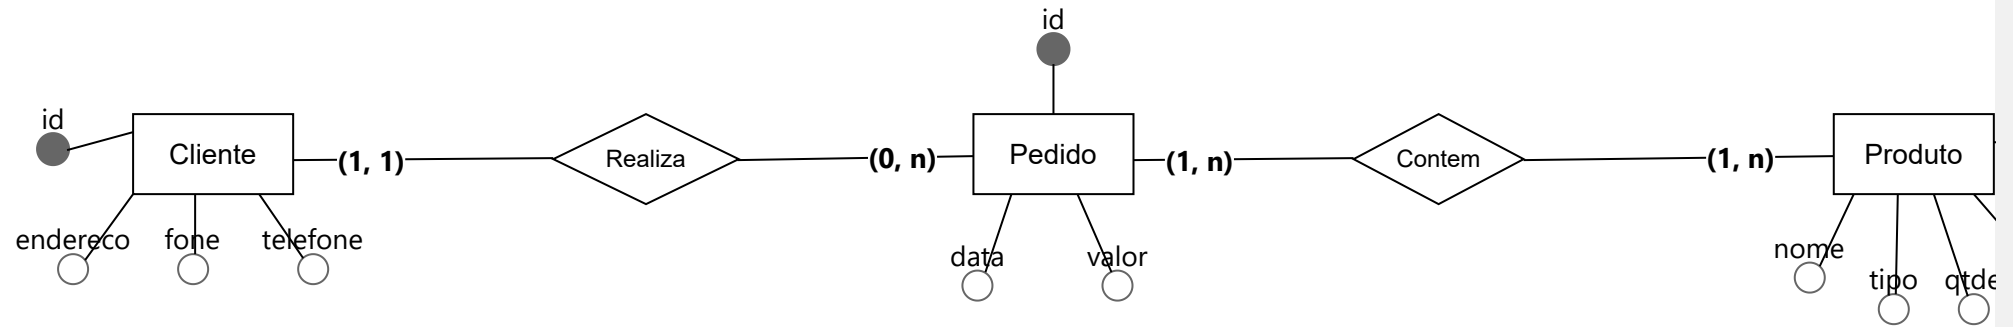 id
id
Cliente
(1, 1)
Realiza
(0, n)
Pedido
(1, n)
Contem
(1, n)
Produto
endereco
fone
telefone
data
valor
nome
tipo
qtde